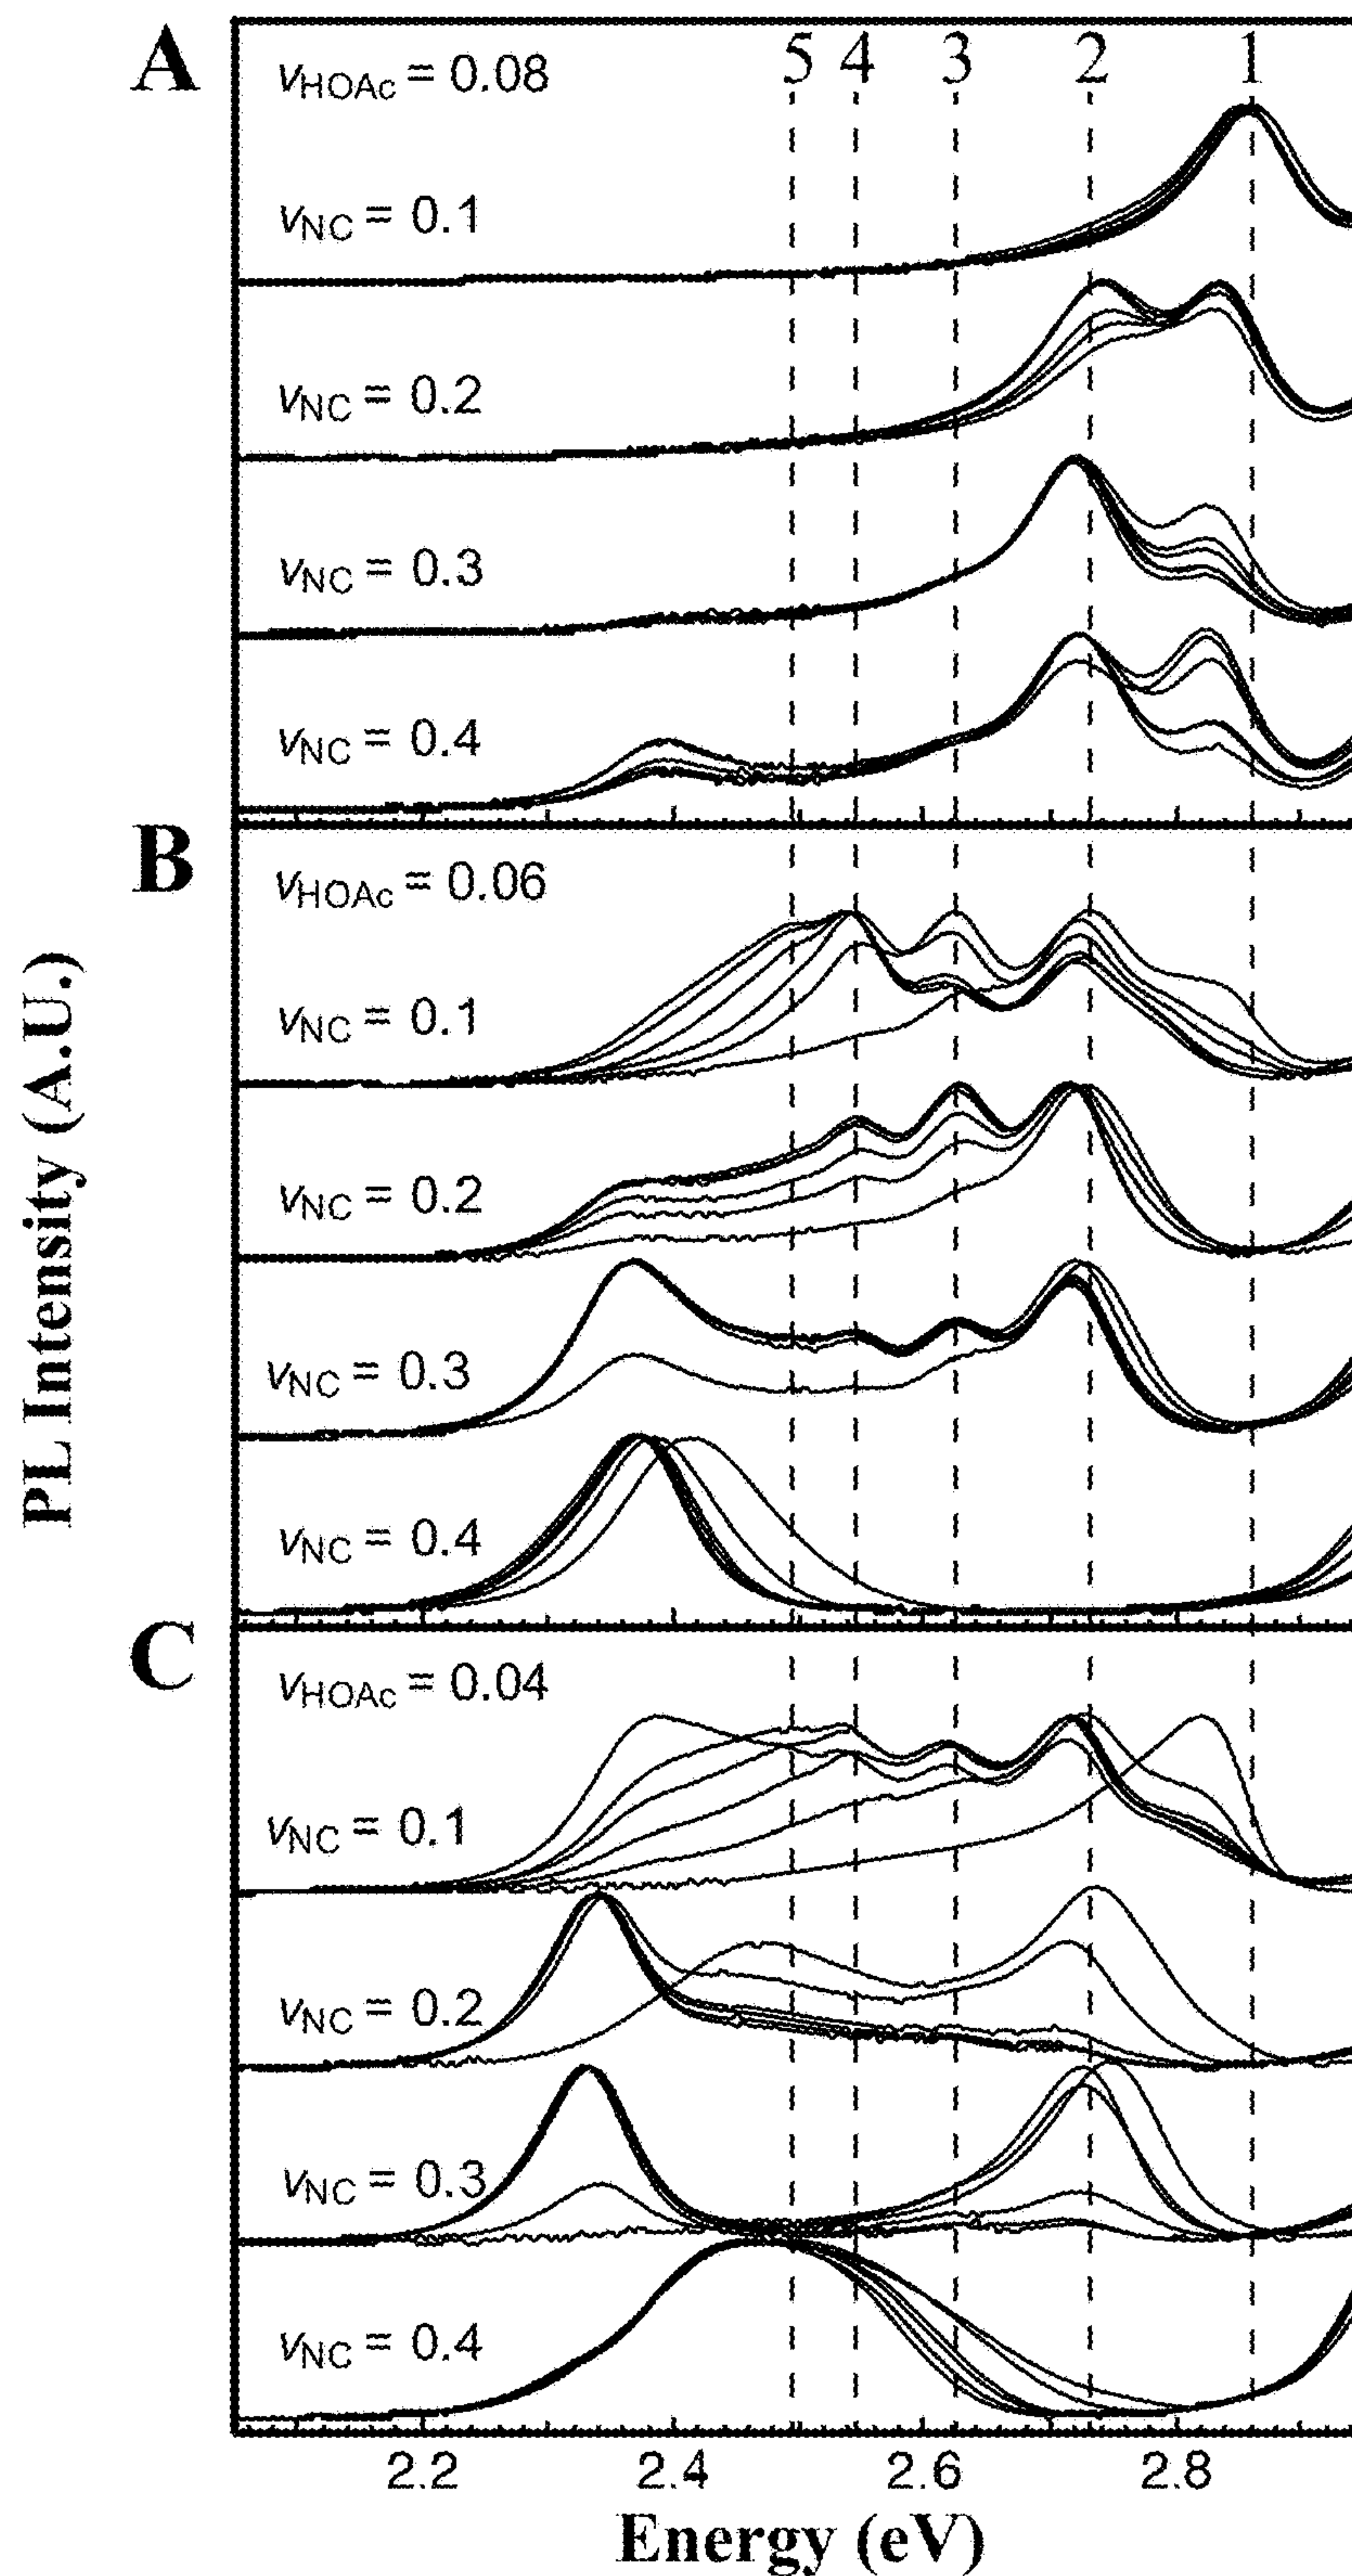 A
5 4 3 2 1
vHOAc = 0.08
vNC = 0.1
vNC = 0.2
vNC = 0.3
vNC = 0.4
B
vHOAc = 0.06
vNC = 0.1
vNC = 0.2
vNC = 0.3
vNC = 0.4
C
vHOAc = 0.04
vNC = 0.1
vNC = 0.2
vNC = 0.3
vNC = 0.4
PL Intensity (A.U.)
2.2 2.4 2.6 2.8
Energy (eV)